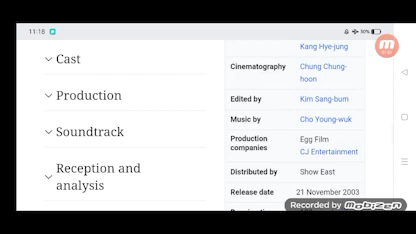 11:18
50%
Cast
Production
Soundtrack
Reception and
analysis
Kang Hye-jung
Cinematography
Chung Chung-
hoon
Edited by
Kim Sang-bum
Music by
Cho Young-wuk
Production
companies
Egg Film
CJ Entertainment
Distributed by
Show East
Release date
21 November 2003
Recorded by
mobizen